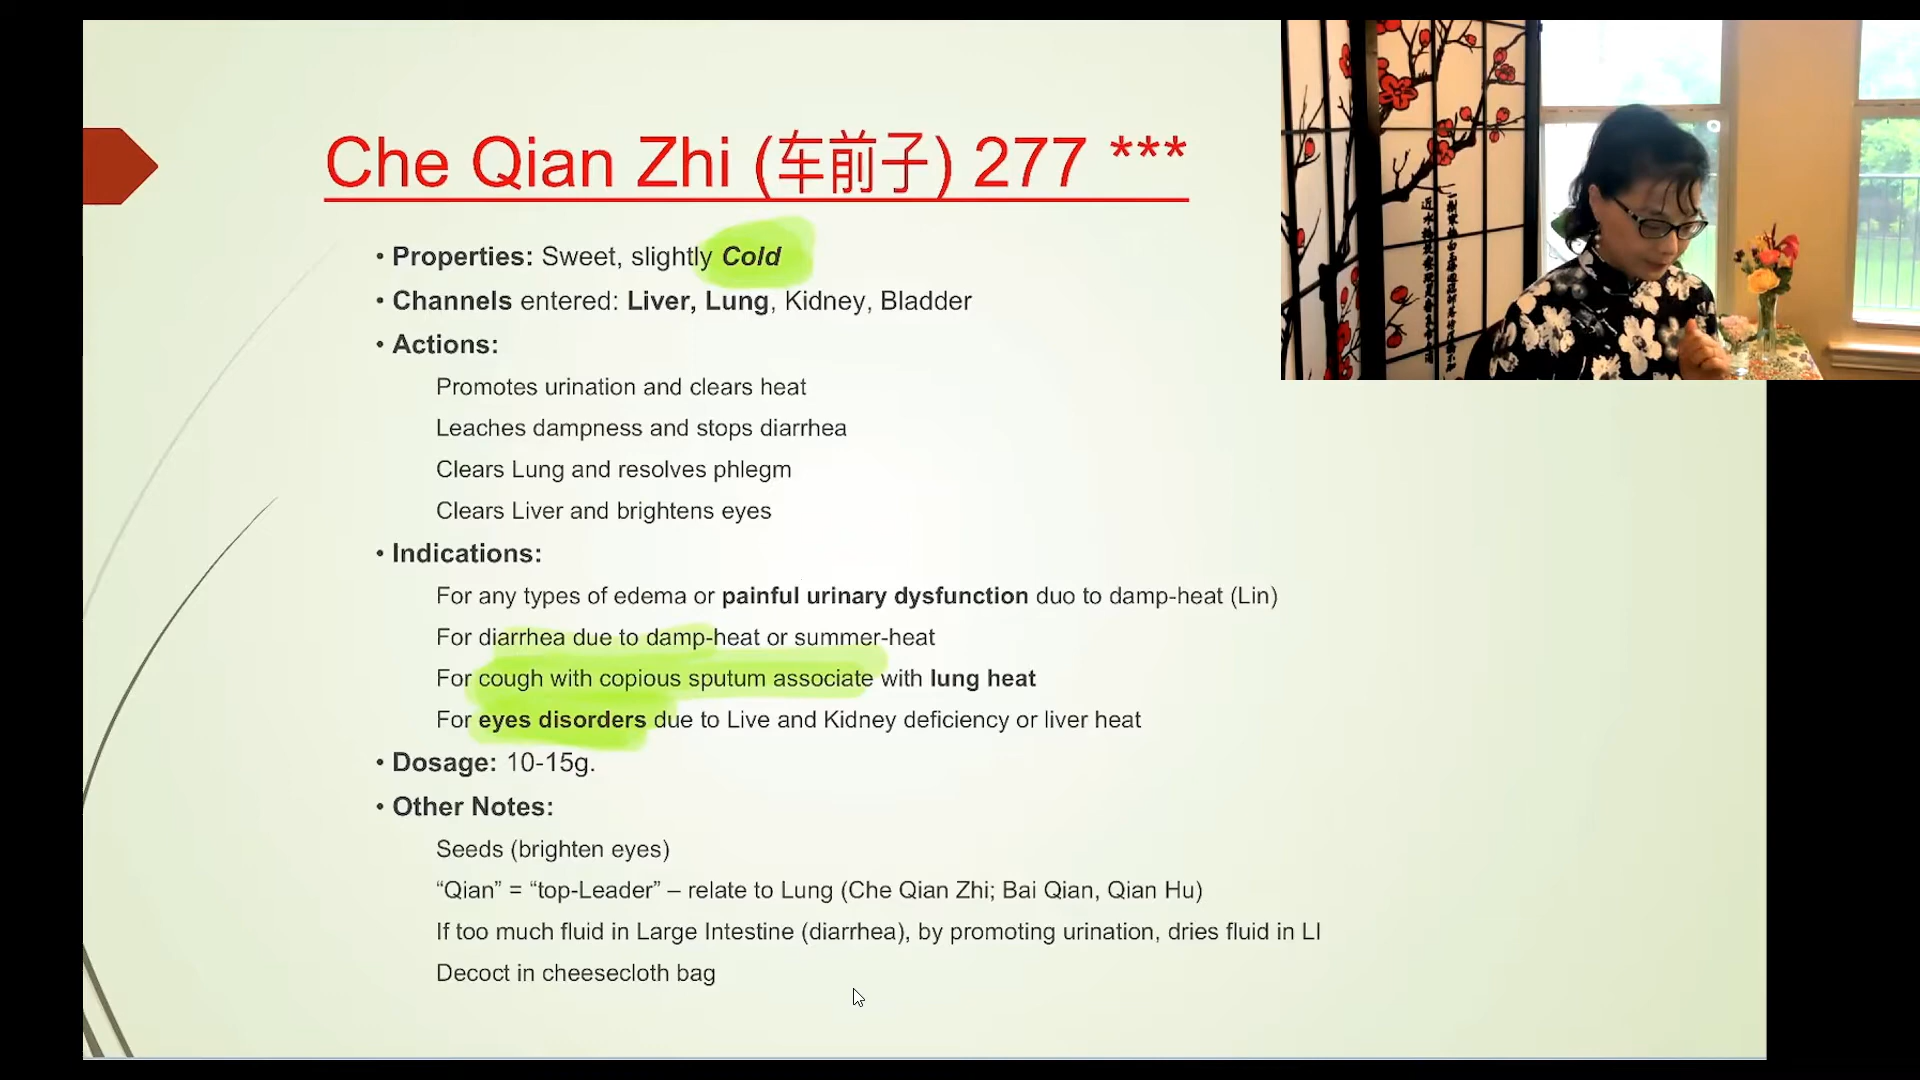 Che Qian Zhi (车前子) 277 ***
• Properties: Sweet, slightly Cold
• Channels entered: Liver, Lung, Kidney, Bladder
• Actions:
Promotes urination and clears heat
Leaches dampness and stops diarrhea
Clears Lung and resolves phlegm
Clears Liver and brightens eyes
• Indications:
For any types of edema or painful urinary dysfunction duo to damp-heat (Lin)
For diarrhea due to damp-heat or summer-heat
For cough with copious sputum associate with lung heat
For eyes disorders due to Live and Kidney deficiency or liver heat
• Dosage: 10-15g.
• Other Notes:
Seeds (brighten eyes)
“Qian” = “top-Leader” – relate to Lung (Che Qian Zhi; Bai Qian, Qian Hu)
If too much fluid in Large Intestine (diarrhea), by promoting urination, dries fluid in LI
Decoct in cheesecloth bag